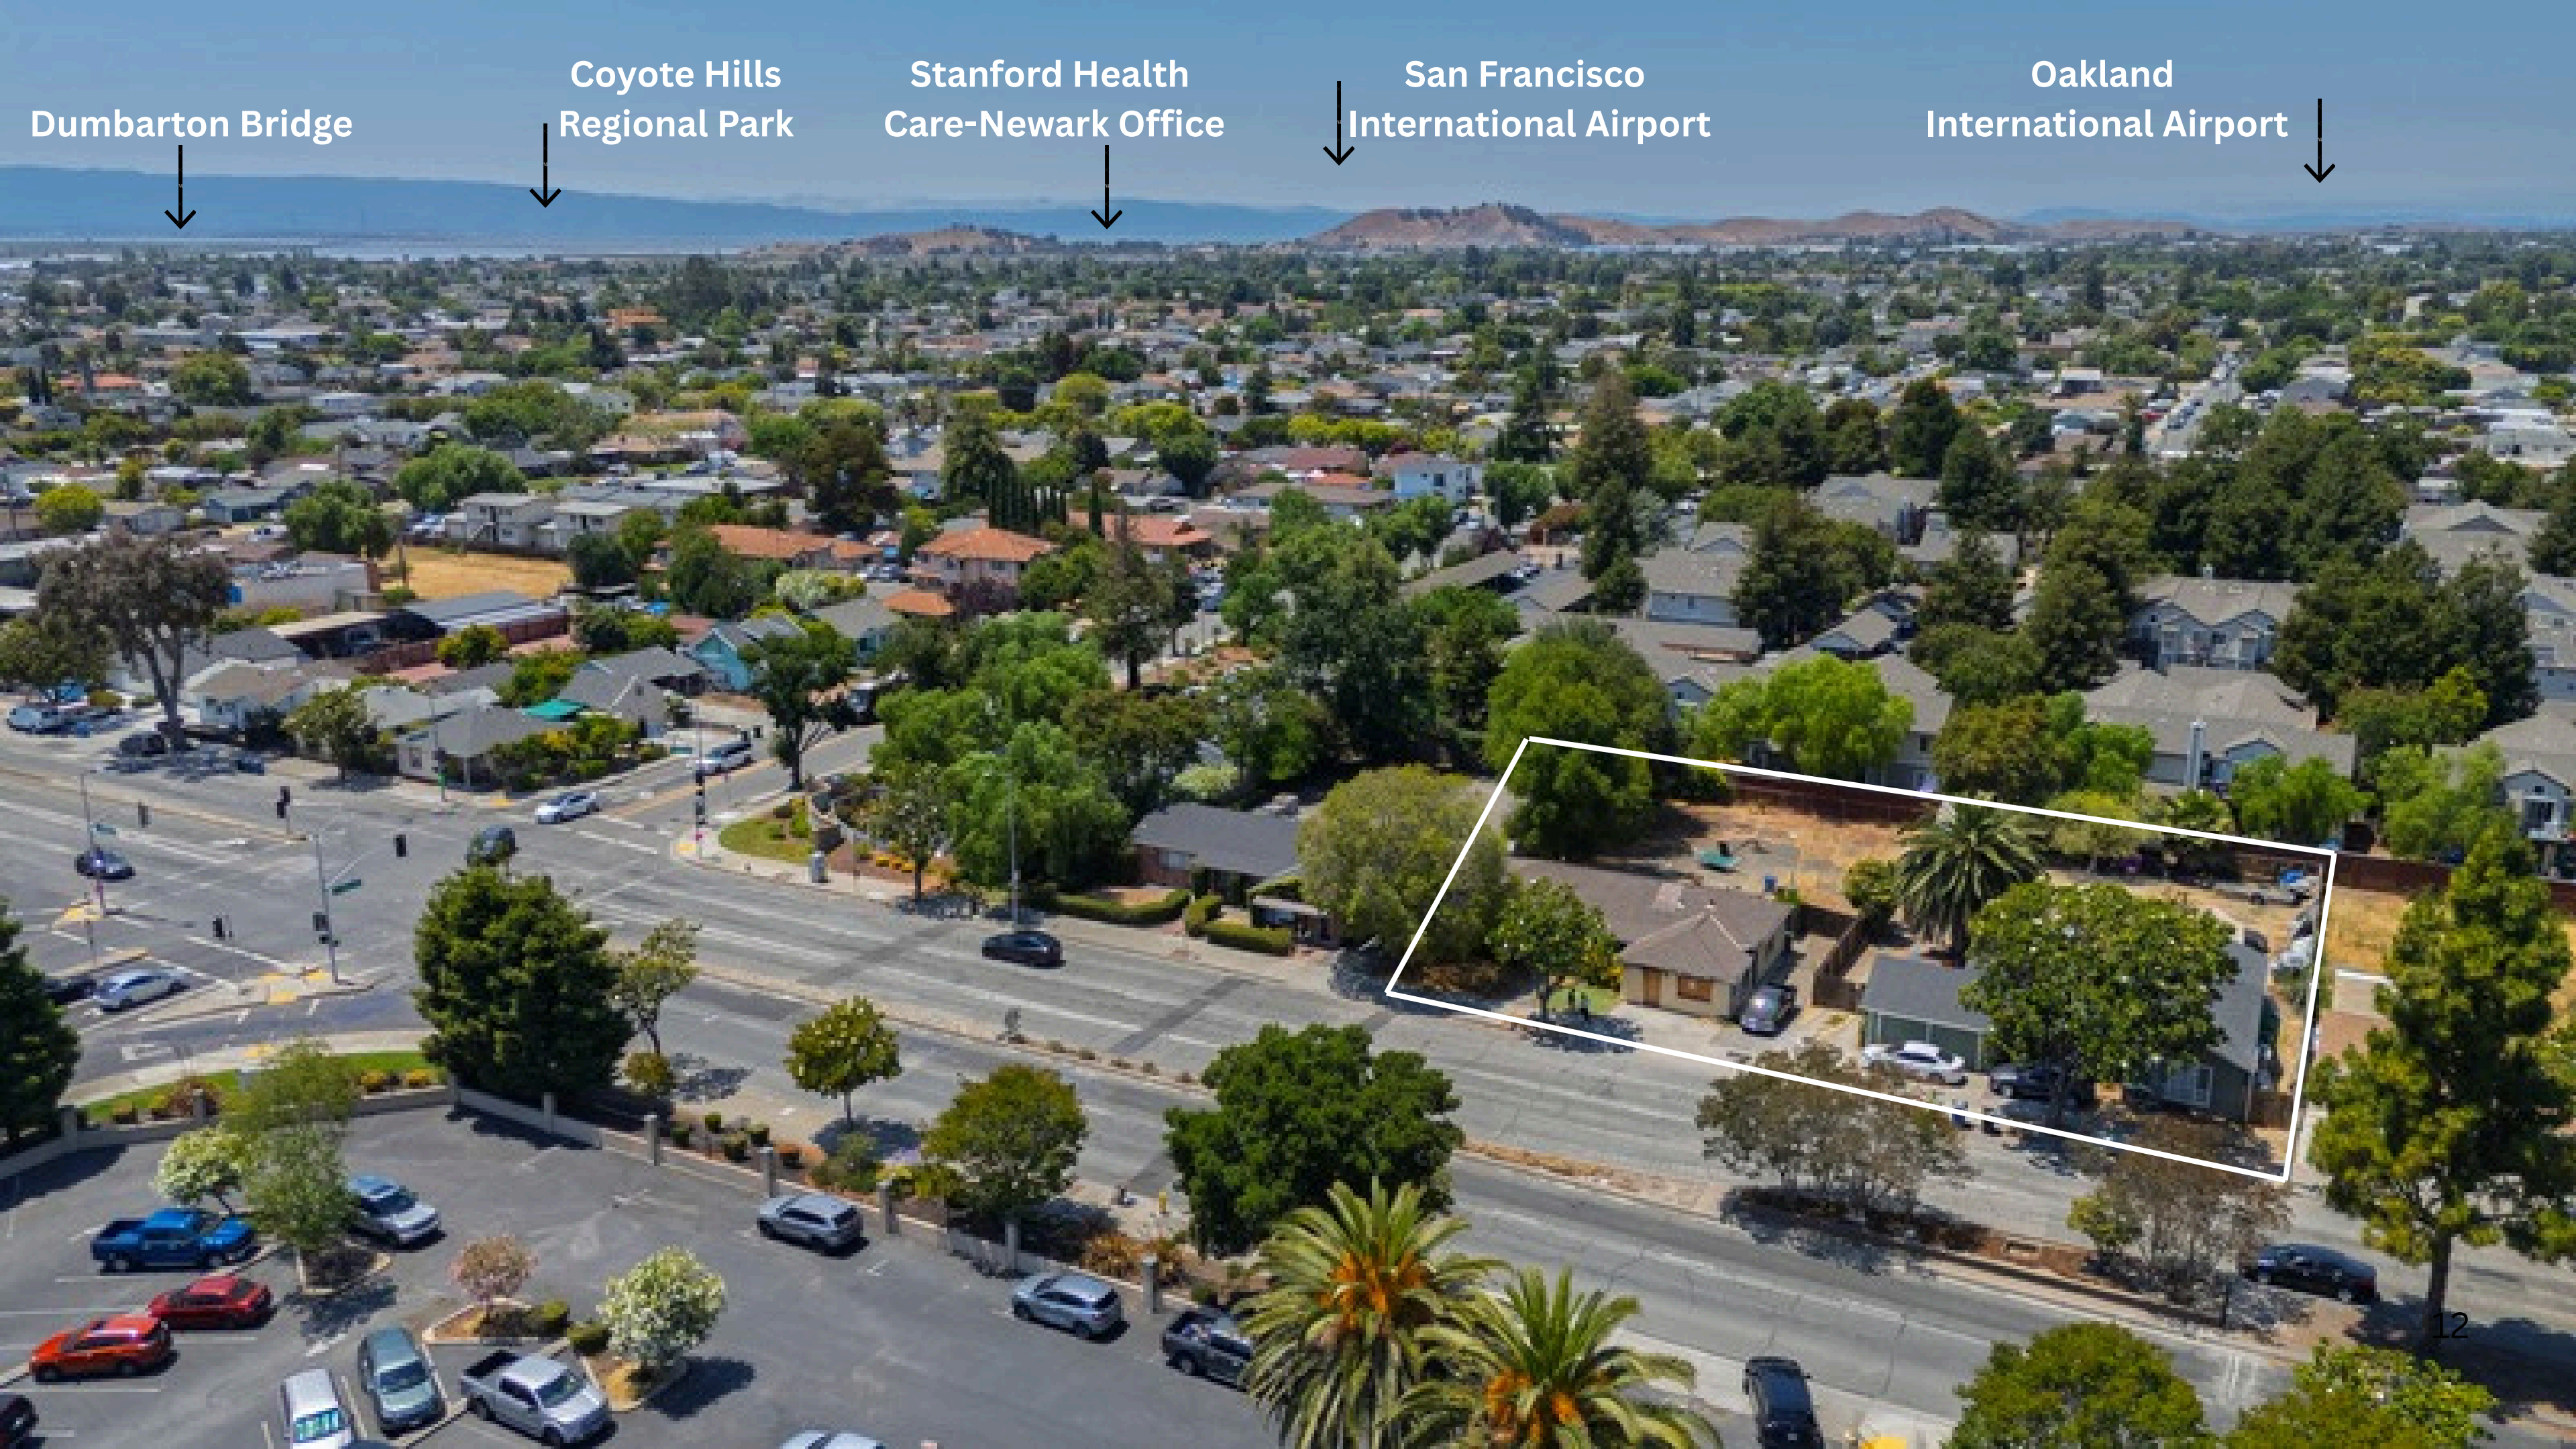 Dumbarton Bridge
Coyote Hills
Regional Park
Stanford Health
Care-Newark Office
San Francisco
International Airport
Oakland
International Airport
12